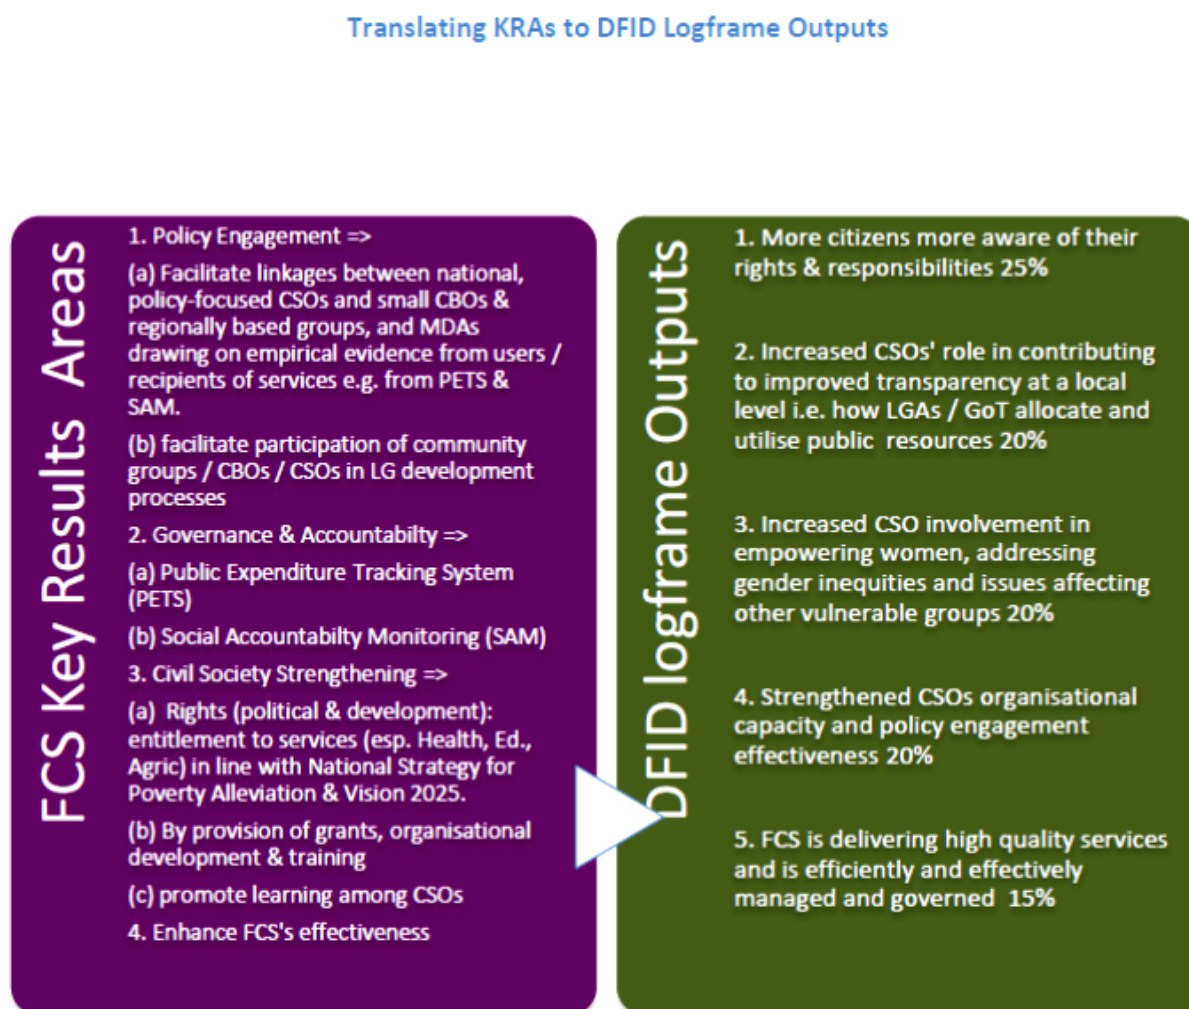 Translating KRAs to DFID Logframe Outputs
FCS Key Results Areas
1. Policy Engagement =>
(a) Facilitate linkages between national,
policy-focused CSOs and small CBOs &
regionally based groups, and MDAs
drawing on empirical evidence from users /
recipients of services e.g. from PETS &
SAM.
(b) facilitate participation of community
groups / CBOs / CSOs in LG development
processes
2. Governance & Accountabilty =>
(a) Public Expenditure Tracking System
(PETS)
(b) Social Accountabilty Monitoring (SAM)
3. Civil Society Strengthening =>
(a) Rights (political & development):
entitlement to services (esp. Health, Ed.,
Agric) in line with National Strategy for
Poverty Alleviation & Vision 2025.
(b) By provision of grants, organisational
development & training
(c) promote learning among CSOs
4. Enhance FCS's effectiveness
DFID logframe Outputs
1. More citizens more aware of their
rights & responsibilities 25%
2. Increased CSOs' role in contributing
to improved transparency at a local
level i.e. how LGAs / GoT allocate and
utilise public resources 20%
3. Increased CSO involvement in
empowering women, addressing
gender inequities and issues affecting
other vulnerable groups 20%
4. Strengthened CSOs organisational
capacity and policy engagement
effectiveness 20%
5. FCS is delivering high quality services
and is efficiently and effectively
managed and governed 15%